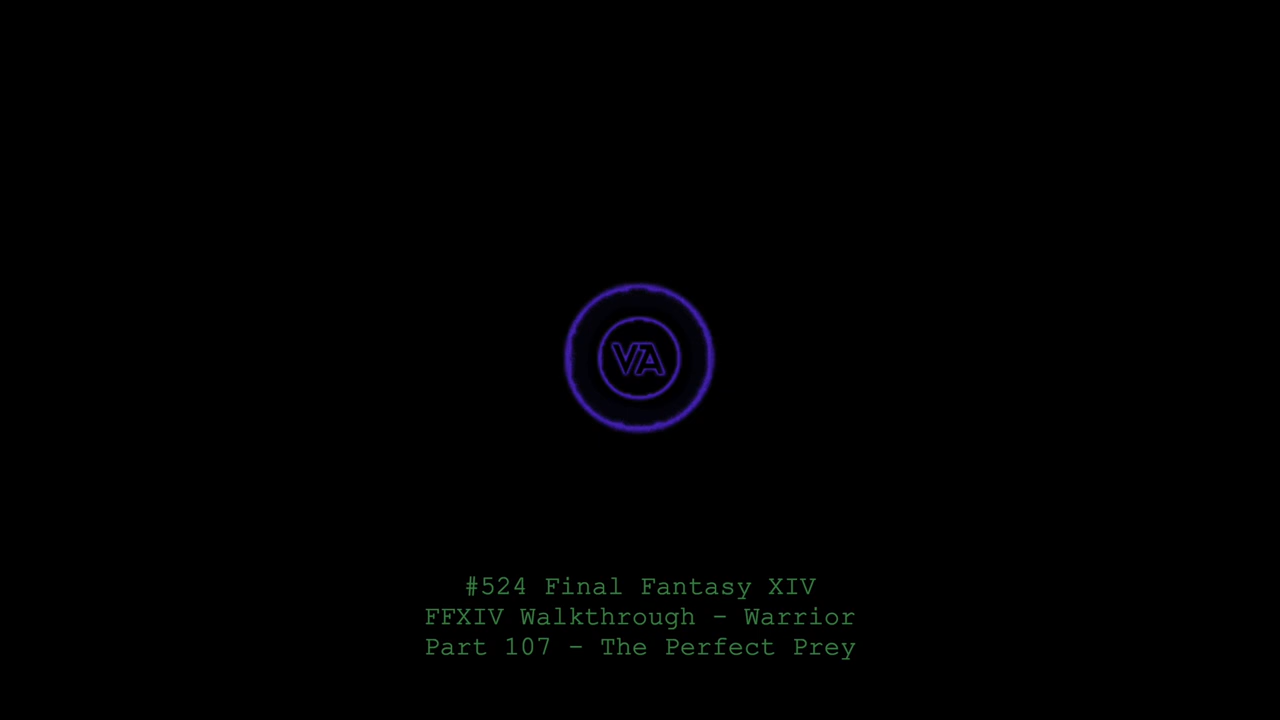 VA
#524 Final Fantasy XIV
FFXIV Walkthrough - Warrior
Part 107 - The Perfect Prey